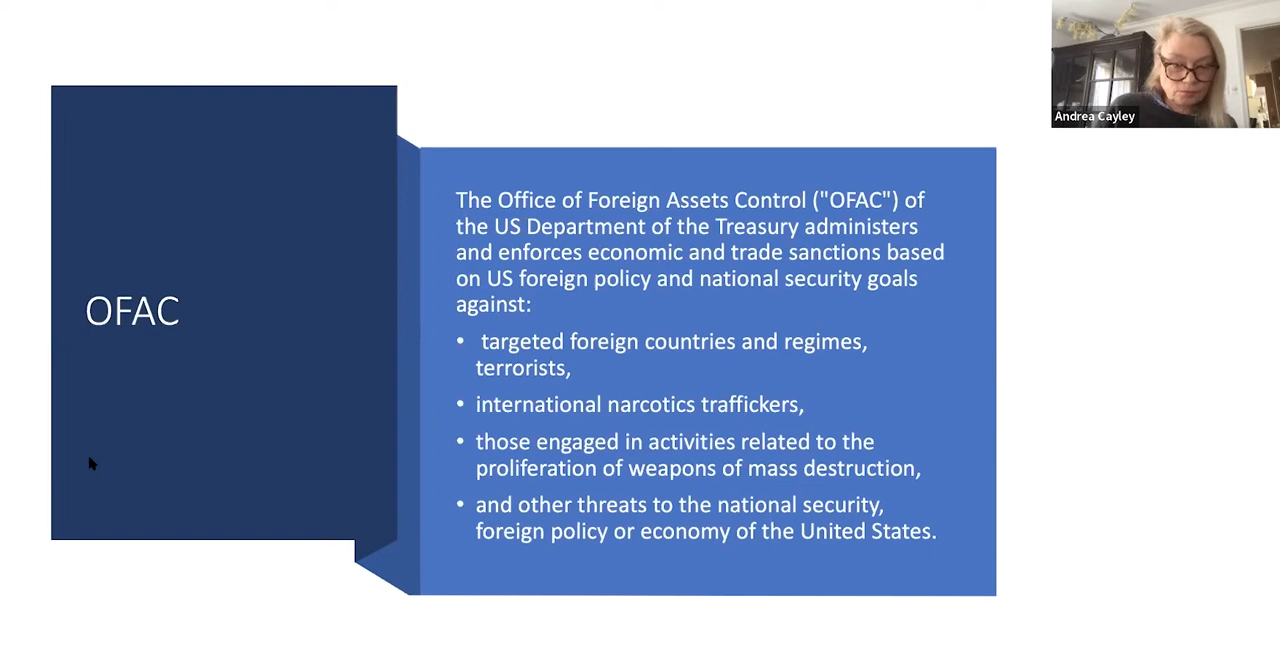 Andrea Cayley
OFAC
The Office of Foreign Assets Control ("OFAC") of
the US Department of the Treasury administers
and enforces economic and trade sanctions based
on US foreign policy and national security goals
against:
• targeted foreign countries and regimes,
terrorists,
• international narcotics traffickers,
• those engaged in activities related to the
proliferation of weapons of mass destruction,
• and other threats to the national security,
foreign policy or economy of the United States.